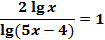 2 lg x
lg(5x − 4) = 1